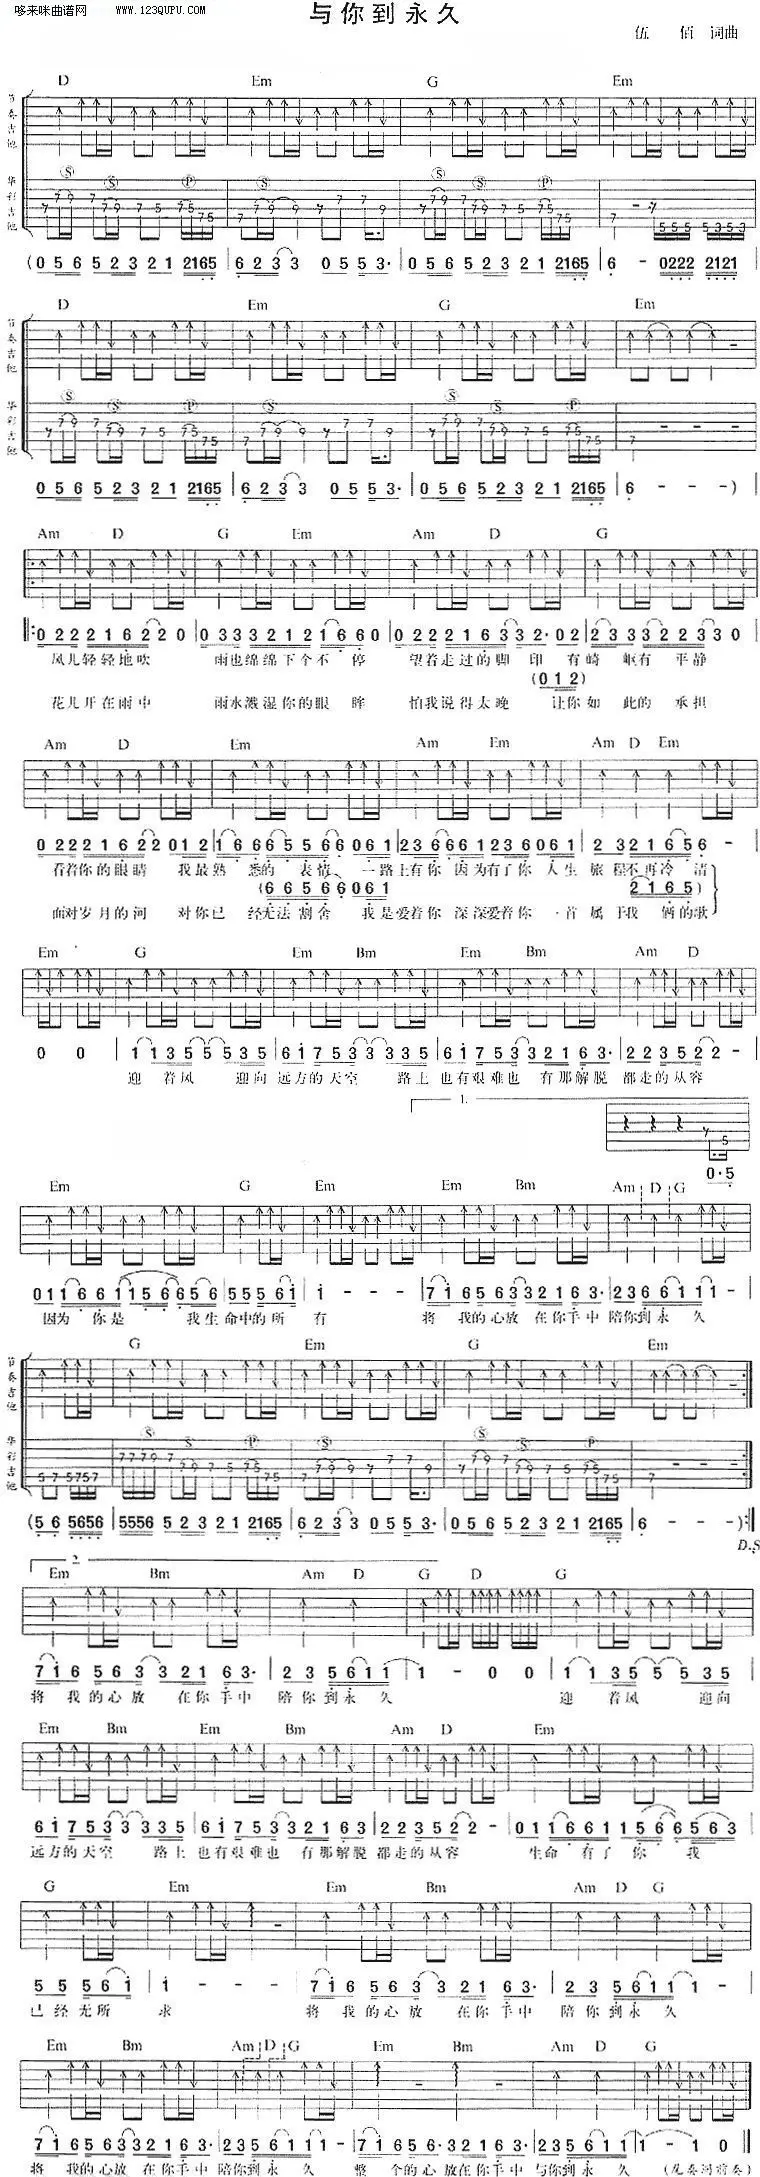 哆来咪曲谱网 www.123QUPU.com
与你到永久
伍 佰 词曲
D Em G Em
节奏吉他
华彩吉他
(0 5 6 5 2 3 2 1 2165 | 6 2 3 3 0 5 5 3· | 0 5 6 5 2 3 2 1 2165 | 6 - 0222 2121 |
D Em G Em
节奏吉他
华彩吉他
0 5 6 5 2 3 2 1 2165 | 6 2 3 3 0 5 5 3· | 0 5 6 5 2 3 2 1 2165 | 6 - - - )
Am D G Em Am D G
0 2 2 2 1 6 2 2 0 | 0 3 3 3 2 1 2 1 6 6 0 | 0 2 2 2 1 6 3 3 2· 0 2 | 2 3 3 3 2 2 3 3 0
风儿轻轻地吹 雨也绵绵下个不停 望着走过的脚印 有崎岖有平静
(0 1 2)
花儿开在雨中 雨水溅湿你的眼眸 怕我说得太晚 让你如此的承担
Am D Em Am Em Am D Em
0 2 2 2 1 6 2 2 0 1 2 | 1 6 6 6 5 5 6 6 0 6 1 | 2 3 6 6 6 1 2 3 6 0 6 1 | 2 3 2 1 6 5 6 -
看着你的眼睛 我最熟悉的表情 一路上有你 因为有了你 人生旅程不再冷清
(6 6 5 6 6 6 0 6 1 (2 1 6 5)
面对岁月的河 对你已经无法割舍 我是爱着你 深深爱着你 一首属于我俩的歌
Em G Em Bm Em Bm Am D
0 0 | 1 1 3 5 5 5 3 5 | 6 1 7 5 3 3 3 3 5 | 6 1 7 5 3 3 3 2 1 6 3· | 2 2 3 5 2 2 - |
迎着风 迎向远方的天空 路上也有艰难也有那解脱 都走的从容
1.
0·5
Em G Em Em Bm Am D G
0 1 1 1 6 6 1 1 5 6 6 5 6 | 5 5 5 6 1 | 1 - - - | 7 1 6 5 6 3 3 2 1 6 3· | 2 3 6 6 1 1 1 - |
因为你是我生命中的所有 将我的心放在你手中 陪你到永久
G Em G Em
节奏吉他
华彩吉他
(5 6 5656 | 5556 5 2 3 2 1 2165 | 6 2 3 3 0 5 5 3· | 0 5 6 5 2 3 2 1 2165 | 6 - - - ):||
D.S
2.
Em Bm Am D G D G
7 1 6 5 6 3 3 2 1 6 3· | 2 3 5 6 1 1 | 1 - 0 0 | 1 1 3 5 5 5 3 5 |
将我的心放在你手中 陪你到永久 迎着风 迎向
Em Bm Em Bm Am D Em
6 1 7 5 3 3 3 3 5 | 6 1 7 5 3 3 3 2 1 6 3· | 2 2 3 5 2 2 - | 0 1 1 1 6 6 1 1 5 6 6 5 6 3 |
远方的天空 路上也有艰难也有那解脱 都走的从容 生命有了你 我
G Em Em Bm Am D G
5 5 5 6 1 | 1 - - - | 7 1 6 5 6 3 3 2 1 6 3· | 2 3 5 6 1 1 1 - |
已经无所求 将我的心放在你手中 陪你到永久
Em Bm Am D G Em Bm Am D G
7 1 6 5 6 3 3 2 1 6 3· | 2 3 5 6 1 1 1 - | 7 1 6 5 6· 3 3 2 1 6 3· | 2 3 5 6 1 1 1 | 1 - 1 0 ||
将我的心放在你手中 陪你到永久 整个的心放在你手中 与你到永久